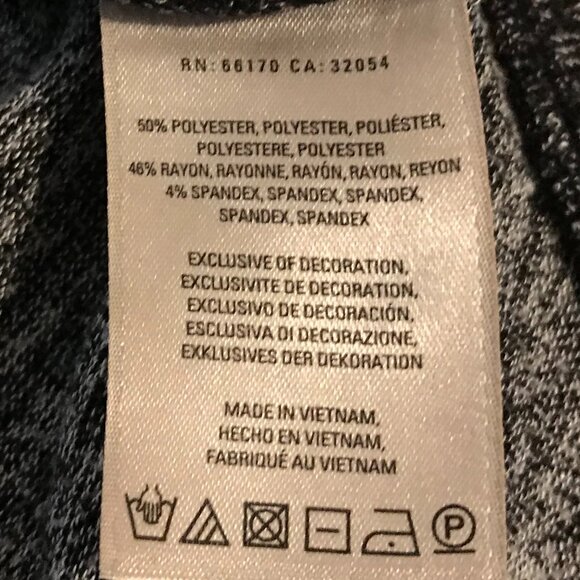 RN: 66170 CA: 32054
50% POLYESTER, POLYESTER, POLIÉSTER,
POLYESTERE, POLYESTER
46% RAYON, RAYONNE, RAYÓN, RAYON, REYON
4% SPANDEX, SPANDEX, SPANDEX,
SPANDEX, SPANDEX
EXCLUSIVE OF DECORATION,
EXCLUSIVITE DE DECORATION,
EXCLUSIVO DE DECORACIÓN,
ESCLUSIVA DI DECORAZIONE,
EXKLUSIVES DER DEKORATION
MADE IN VIETNAM,
HECHO EN VIETNAM,
FABRIQUÉ AU VIETNAM
P